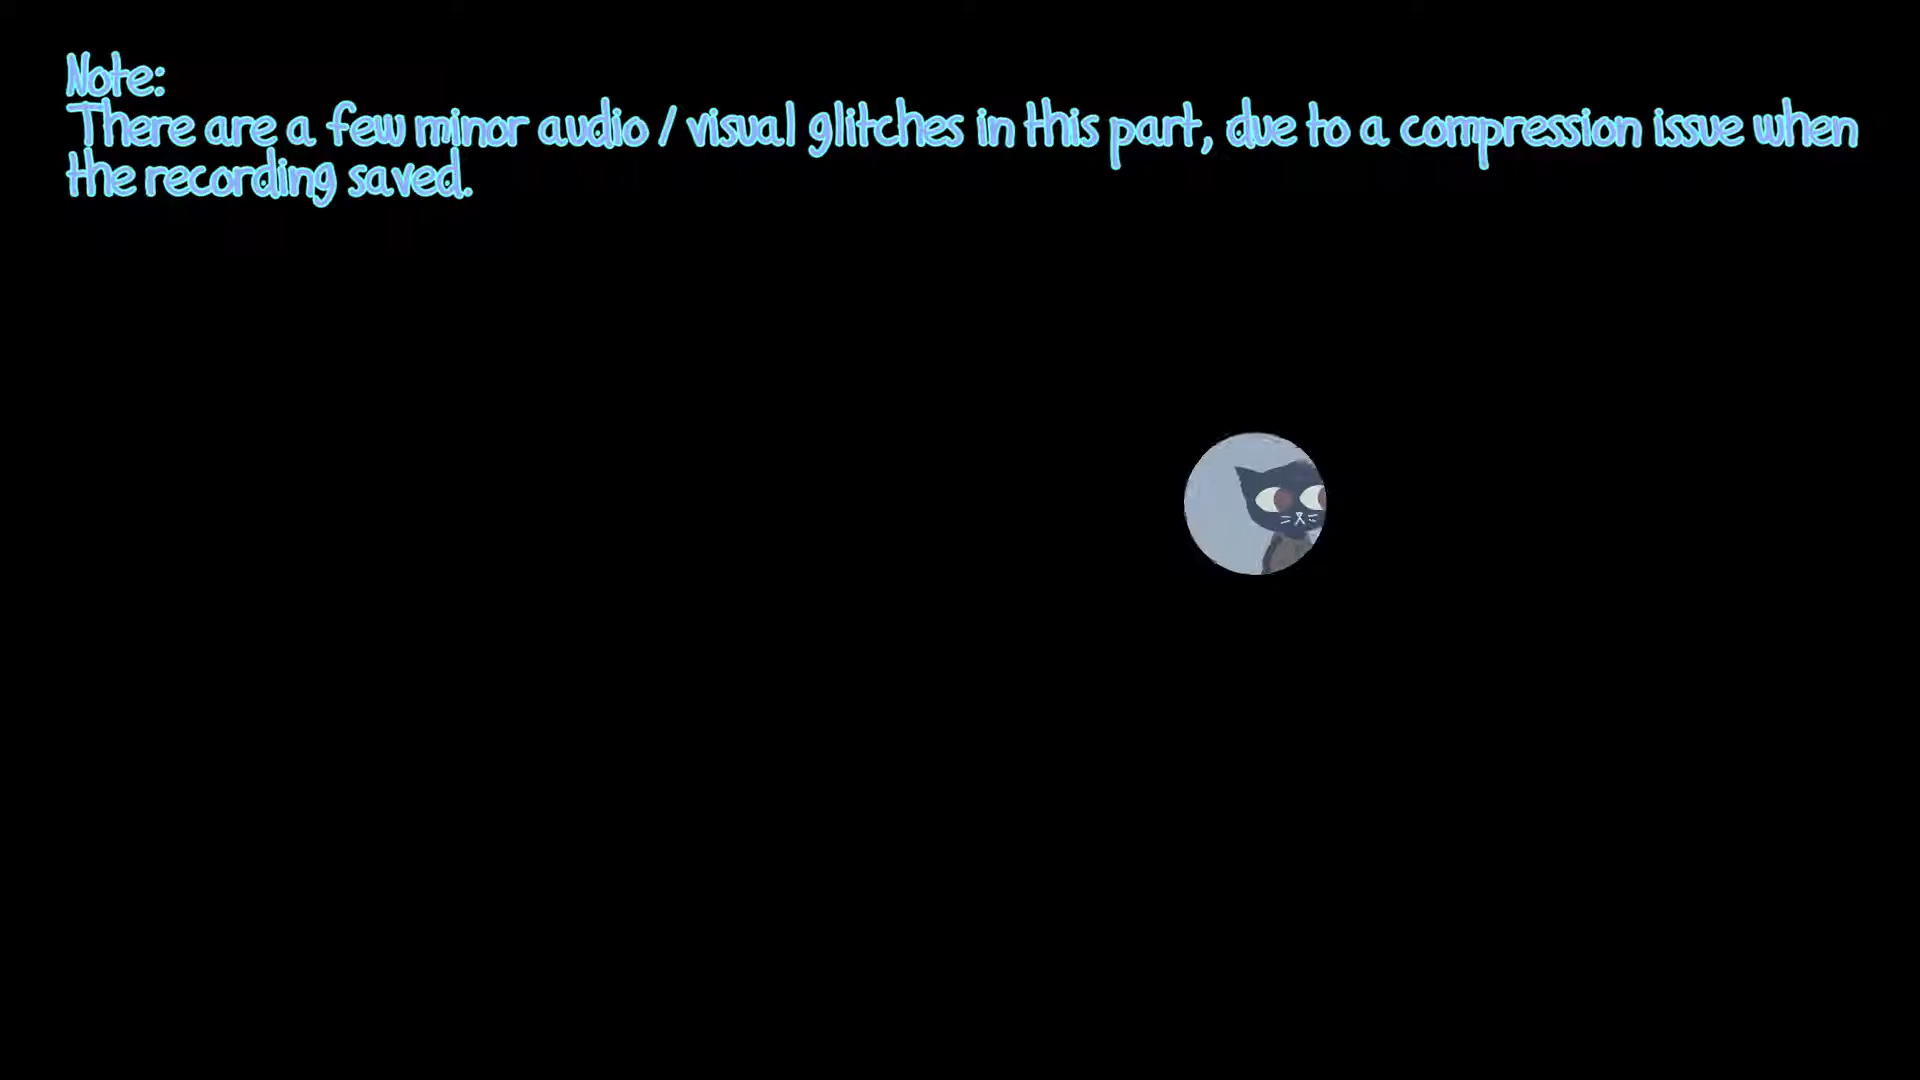 Note:
There are a few minor audio / visual glitches in this part, due to a compression issue when
the recording saved.